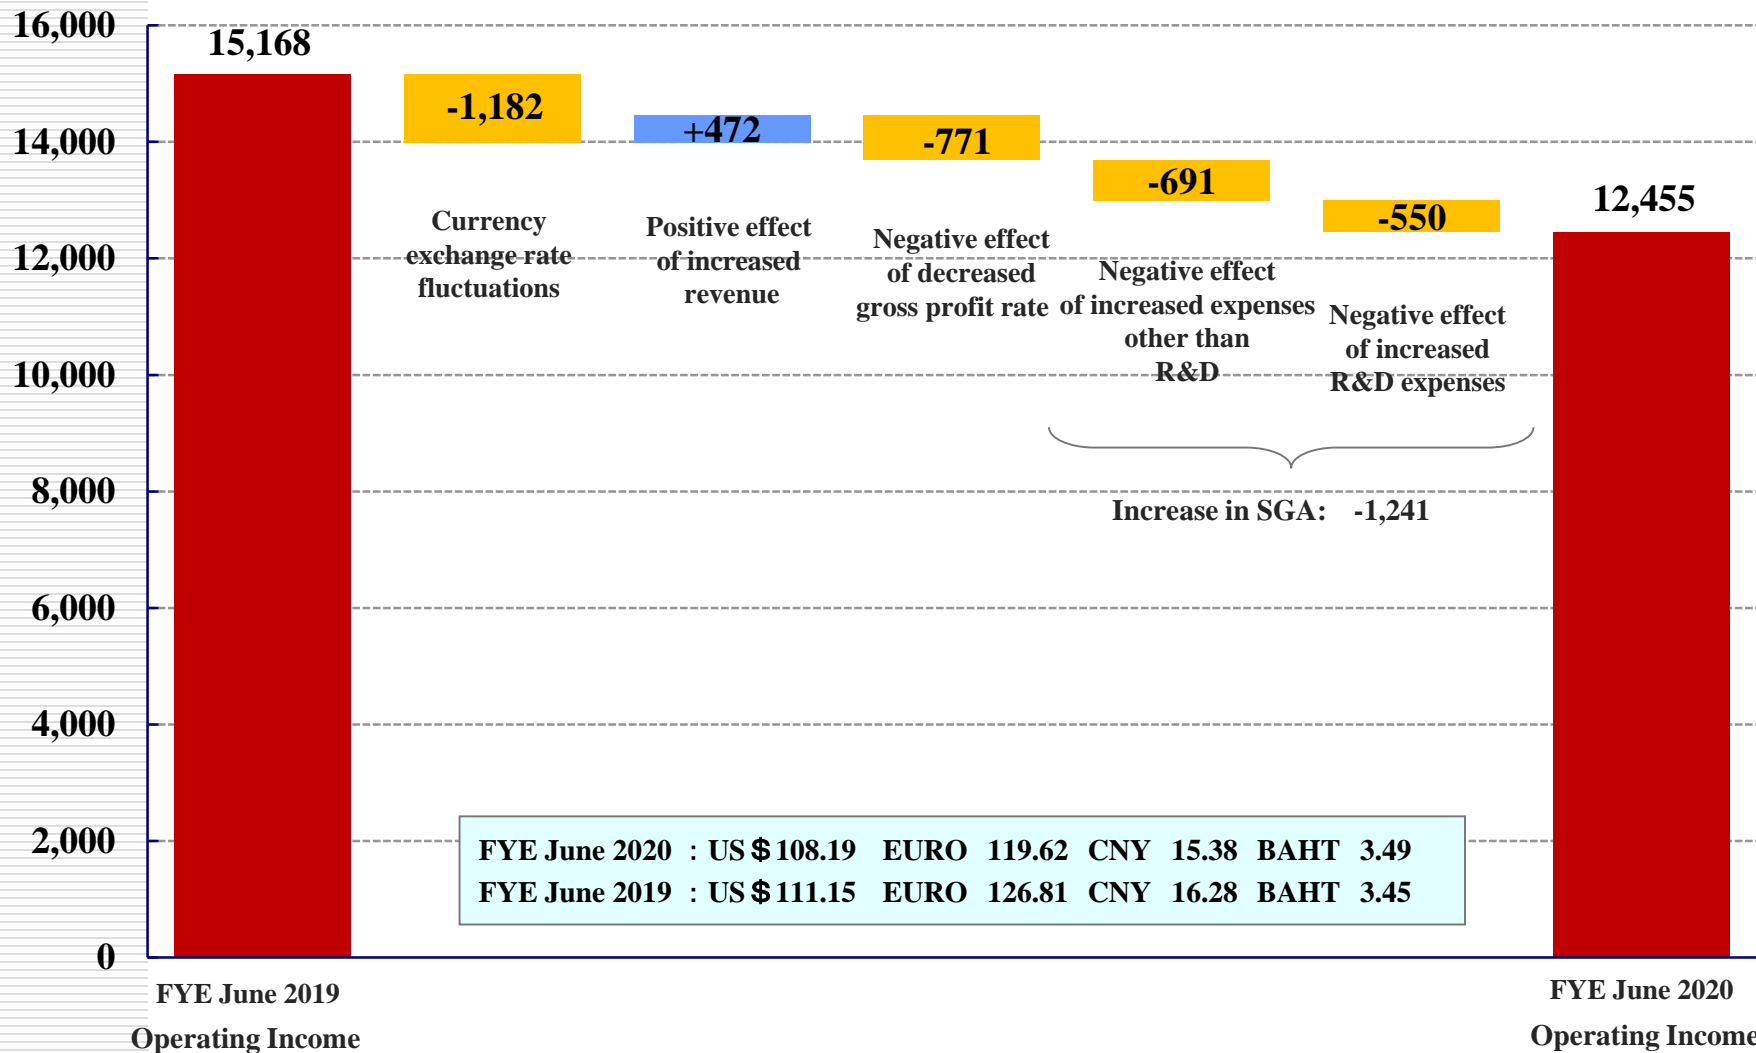 16,000
14,000
12,000
10,000
8,000
6,000
4,000
2,000
0
15,168
-1,182
+472
-771
-691
-550
12,455
Currency
exchange rate
fluctuations
Positive effect
of increased
revenue
Negative effect
of decreased
gross profit rate
Negative effect
of increased expenses
other than
R&D
Negative effect
of increased
R&D expenses
Increase in SGA: -1,241
FYE June 2020 : US $ 108.19 EURO 119.62 CNY 15.38 BAHT 3.49
FYE June 2019 : US $ 111.15 EURO 126.81 CNY 16.28 BAHT 3.45
FYE June 2019
Operating Income
FYE June 2020
Operating Income